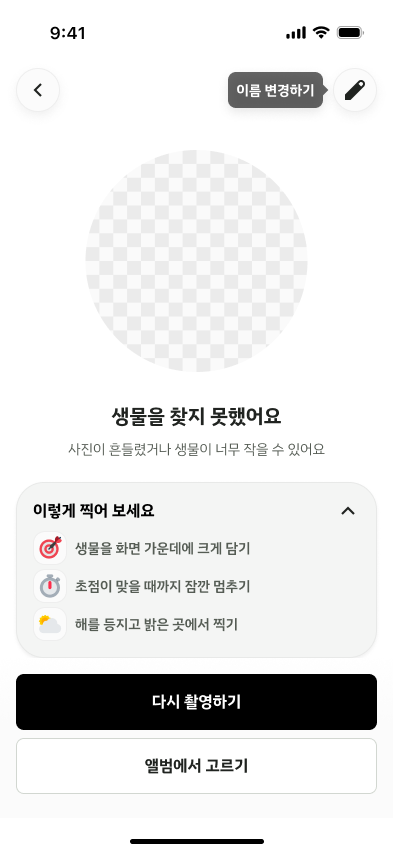 9:41
이름 변경하기
생물을 찾지 못했어요
사진이 흔들렸거나 생물이 너무 작을 수 있어요
이렇게 찍어 보세요
생물을 화면 가운데에 크게 담기
초점이 맞을 때까지 잠깐 멈추기
해를 등지고 밝은 곳에서 찍기
다시 촬영하기
앨범에서 고르기